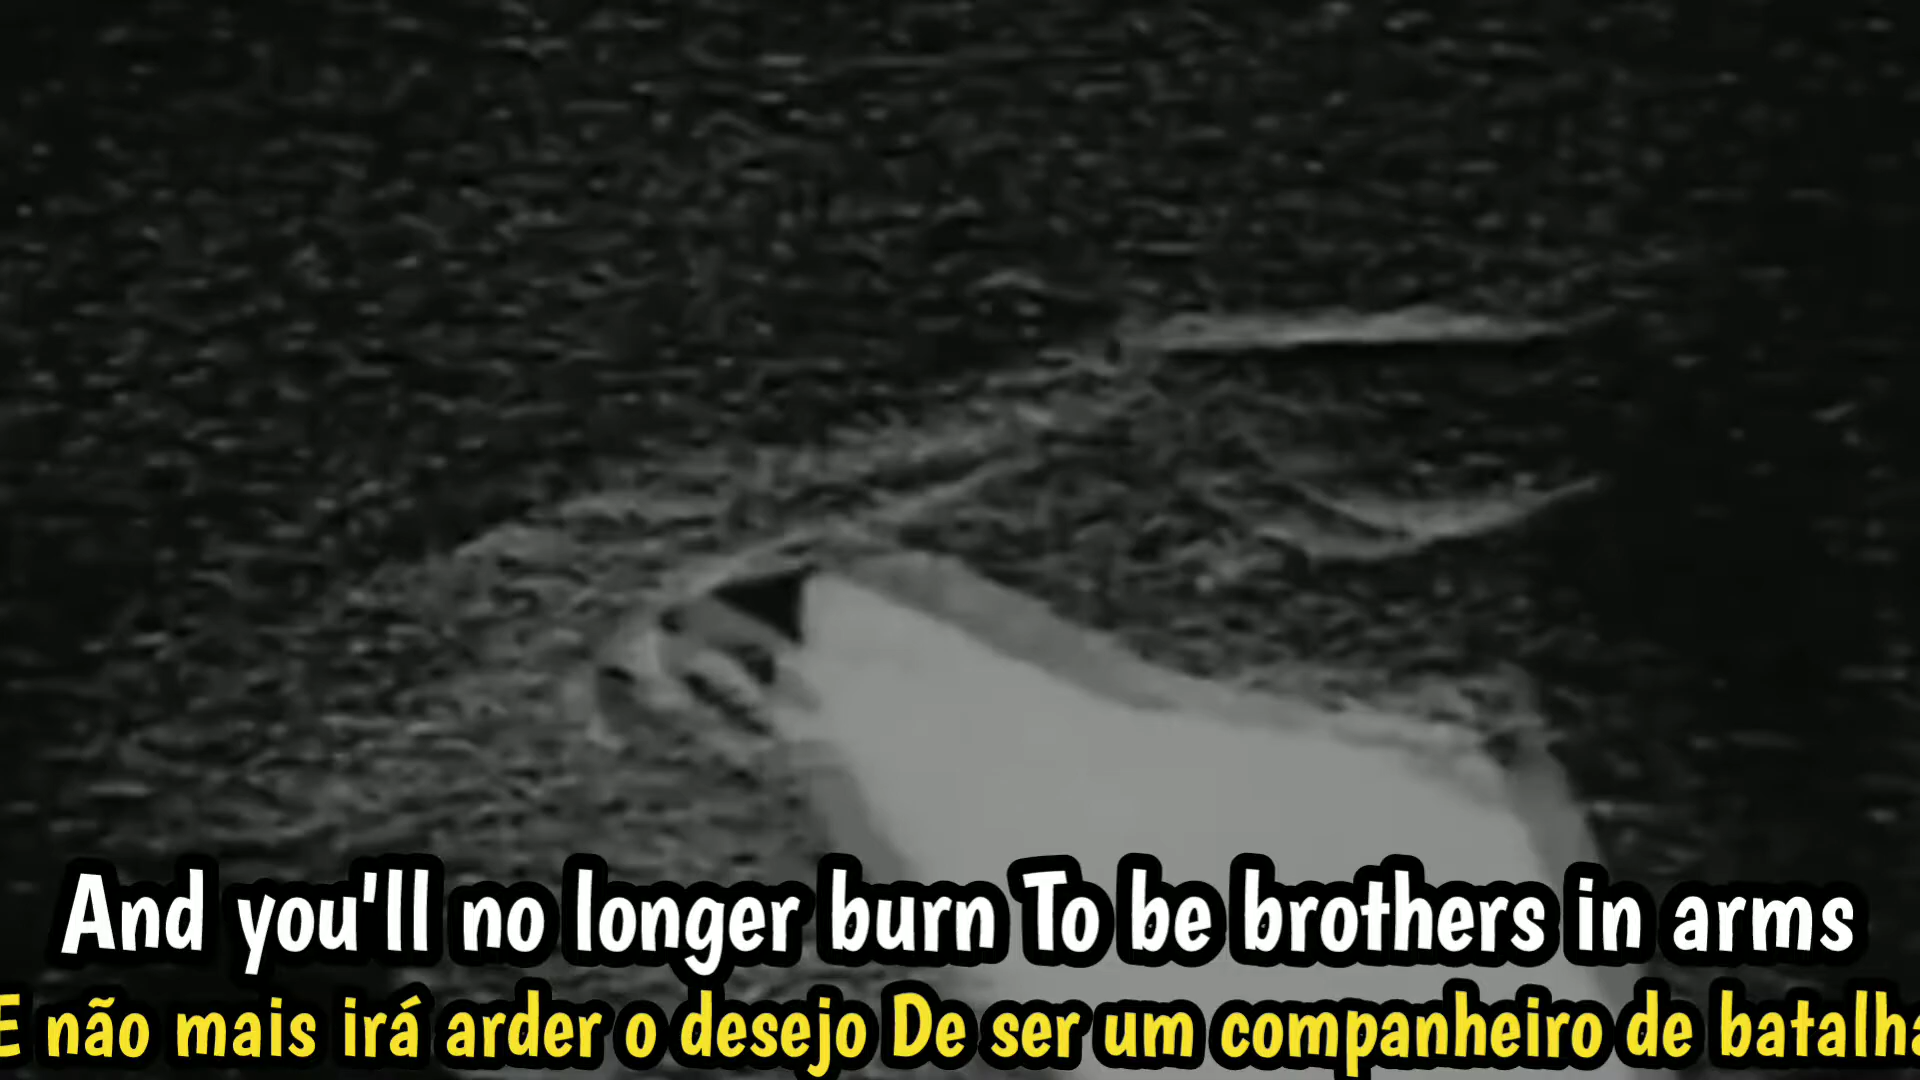 And you'll no longer burn To be brothers in arms
E não mais irá arder o desejo De ser um companheiro de batalha